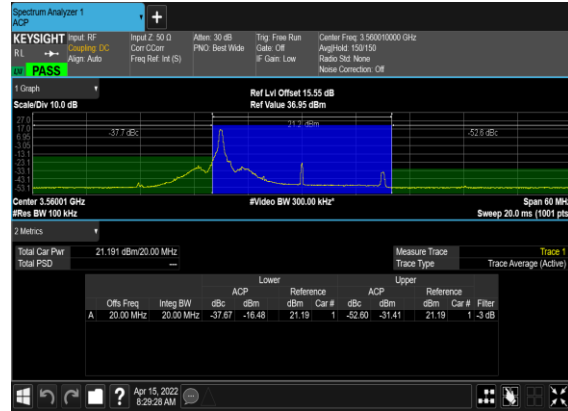 Spectrum Analyzer 1
ACP
KEYSIGHT Input: RF Input Z: 50 Ω Atten: 30 dB Trig: Free Run Center Freq: 3.560010000 GHz
RL Coupling: DC Corr CCorr PNO: Best Wide Gate: Off Avg|Hold: 150/150
Align: Auto Freq Ref: Int (S) IF Gain: Low Radio Std: None
PASS Noise Correction: Off
1 Graph Ref Lvl Offset 15.55 dB
Scale/Div 10.0 dB Ref Value 36.95 dBm
27.0
17.0 -37.7 dBc 21.2 dBm -52.6 dBc
6.95
-3.05
-13.1
-23.1
-33.1
-43.1
-53.1
Center 3.56001 GHz #Video BW 300.00 kHz* Span 60 MHz
#Res BW 100 kHz Sweep 20.0 ms (1001 pts
2 Metrics
Total Car Pwr 21.191 dBm/20.00 MHz Measure Trace Trace 1
Total PSD --- Trace Type Trace Average (Active)
Lower Upper
ACP Reference ACP Reference
Offs Freq Integ BW dBc dBm dBm Car # dBc dBm dBm Car # Filter
A 20.00 MHz 20.00 MHz -37.67 -16.48 21.19 1 -52.60 -31.41 21.19 1 -3 dB
Apr 15, 2022
8:29:28 AM